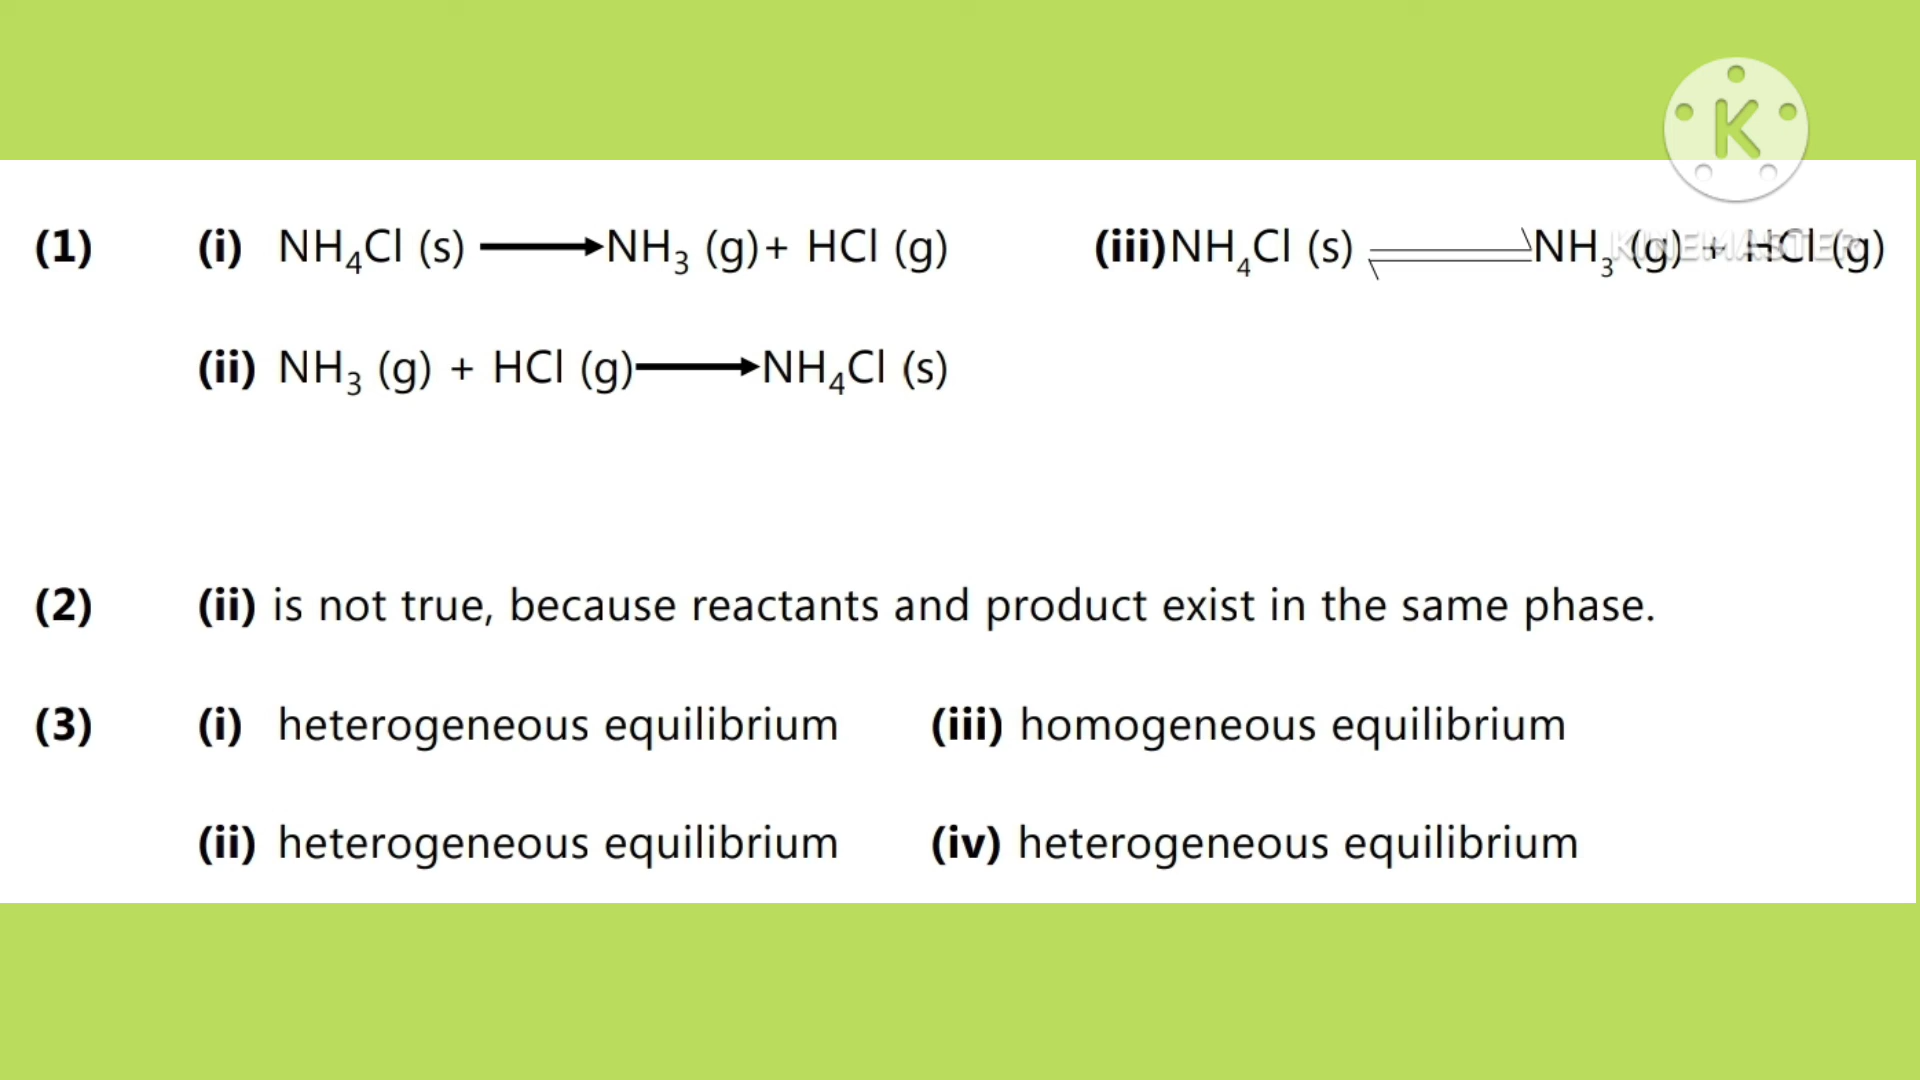 K
KINEMASTER
(1) (i) NH₄Cl (s) ⟶ NH₃ (g) + HCl (g) (iii) NH₄Cl (s) ⇌ NH₃ (g) + HCl (g)
(ii) NH₃ (g) + HCl (g) ⟶ NH₄Cl (s)
(2) (ii) is not true, because reactants and product exist in the same phase.
(3) (i) heterogeneous equilibrium (iii) homogeneous equilibrium
(ii) heterogeneous equilibrium (iv) heterogeneous equilibrium